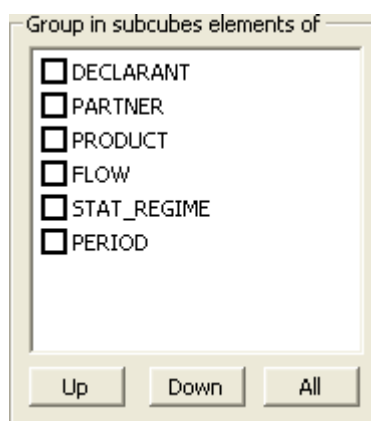 Group in subcubes elements of
DECLARANT
PARTNER
PRODUCT
FLOW
STAT_REGIME
PERIOD
Up Down All